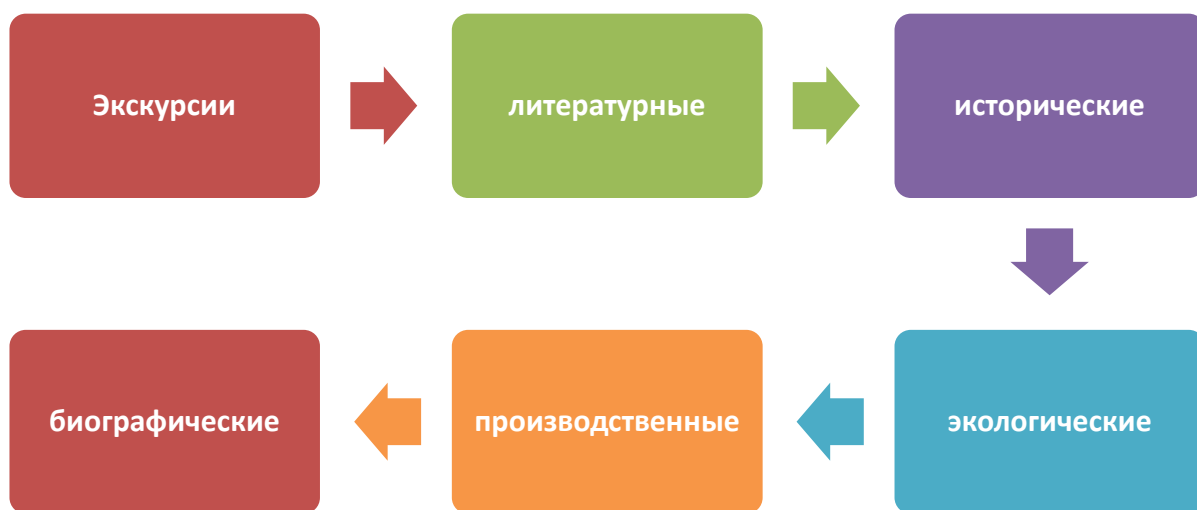 Экскурсии
литературные
исторические
экологические
производственные
биографические